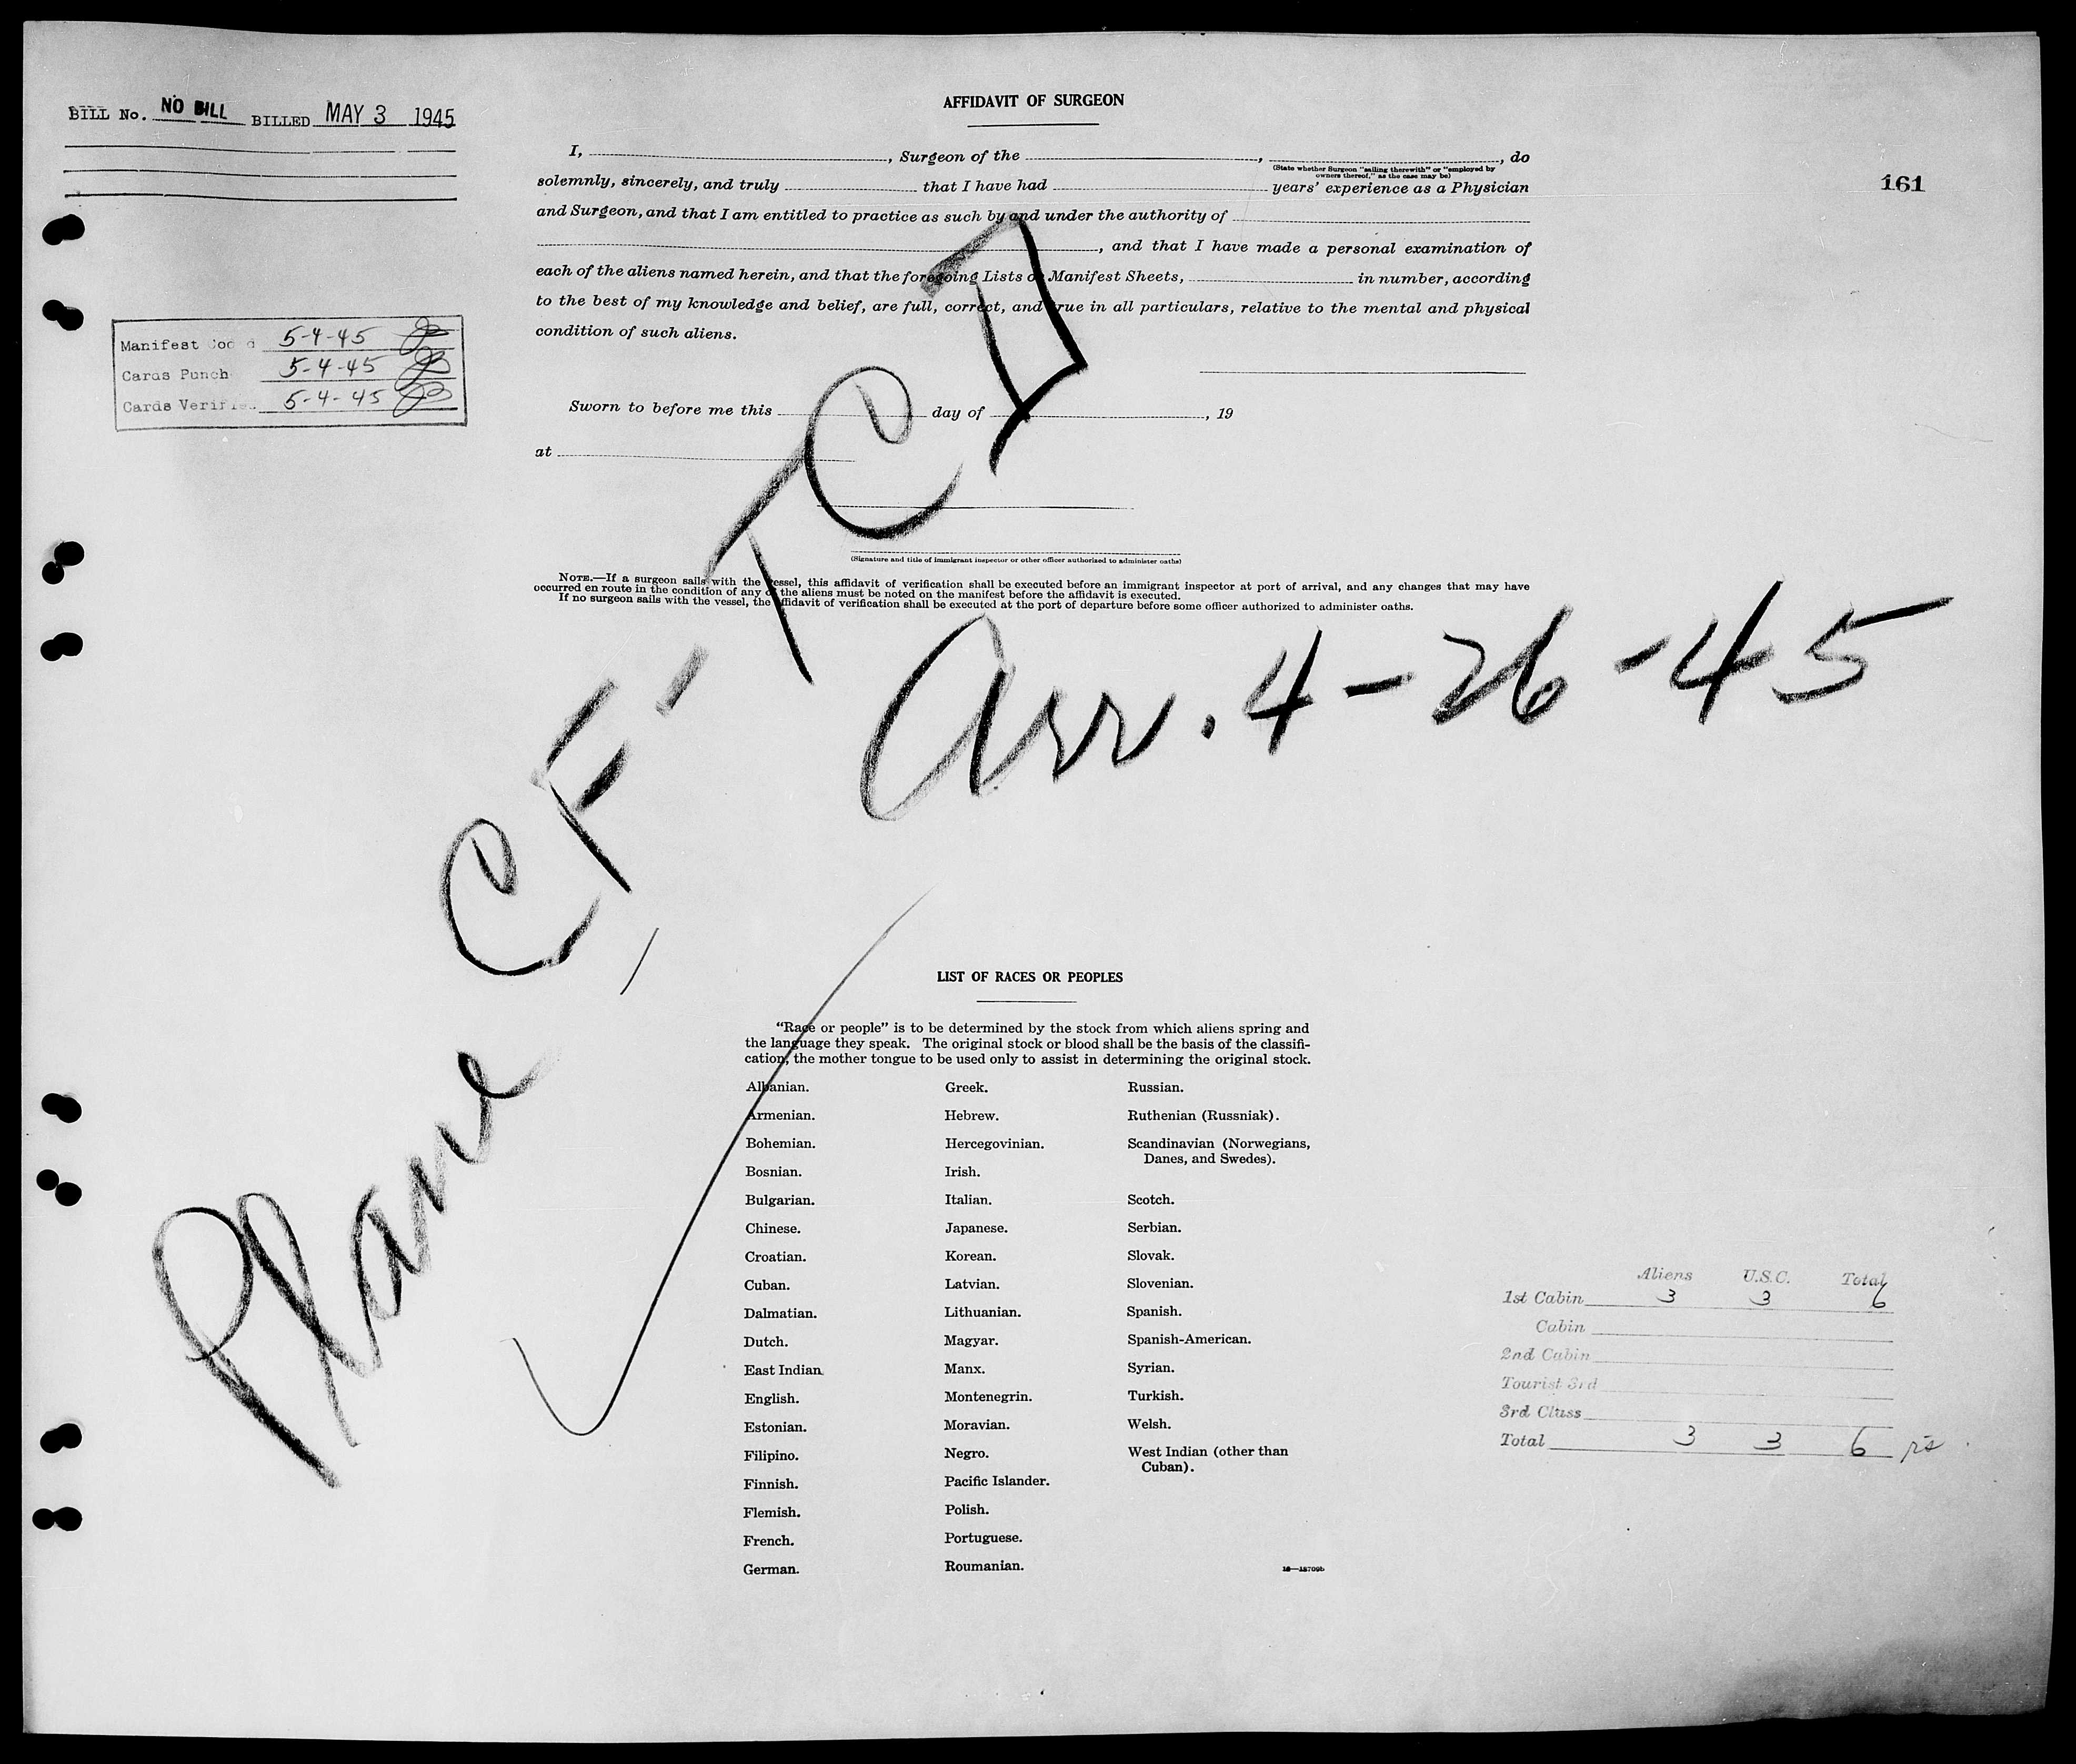 BILL No. NO BILL BILLED MAY 3 1945
AFFIDAVIT OF SURGEON
161
I, , Surgeon of the , , do
(State whether Surgeon "sailing therewith" or "employed by
owners thereof," as the case may be)
solemnly, sincerely, and truly that I have had years' experience as a Physician
and Surgeon, and that I am entitled to practice as such by and under the authority of
, and that I have made a personal examination of
each of the aliens named herein, and that the foregoing Lists or Manifest Sheets, in number, according
to the best of my knowledge and belief, are full, correct, and true in all particulars, relative to the mental and physical
condition of such aliens.
Manifest Coded 5-4-45
Cards Punch 5-4-45
Cards Verified 5-4-45
Sworn to before me this day of , 19
at
(Signature and title of immigrant inspector or other officer authorized to administer oaths)
NOTE.—If a surgeon sails with the vessel, this affidavit of verification shall be executed before an immigrant inspector at port of arrival, and any changes that may have
occurred en route in the condition of any of the aliens must be noted on the manifest before the affidavit is executed.
If no surgeon sails with the vessel, the affidavit of verification shall be executed at the port of departure before some officer authorized to administer oaths.
Plane CF-TCJ
Arr. 4-26-45
LIST OF RACES OR PEOPLES
"Race or people" is to be determined by the stock from which aliens spring and
the language they speak. The original stock or blood shall be the basis of the classifi-
cation, the mother tongue to be used only to assist in determining the original stock.
Albanian.
Armenian.
Bohemian.
Bosnian.
Bulgarian.
Chinese.
Croatian.
Cuban.
Dalmatian.
Dutch.
East Indian.
English.
Estonian.
Filipino.
Finnish.
Flemish.
French.
German.
Greek.
Hebrew.
Hercegovinian.
Irish.
Italian.
Japanese.
Korean.
Latvian.
Lithuanian.
Magyar.
Manx.
Montenegrin.
Moravian.
Negro.
Pacific Islander.
Polish.
Portuguese.
Roumanian.
Russian.
Ruthenian (Russniak).
Scandinavian (Norwegians,
Danes, and Swedes).
Scotch.
Serbian.
Slovak.
Slovenian.
Spanish.
Spanish-American.
Syrian.
Turkish.
Welsh.
West Indian (other than
Cuban).
16—18709b
Aliens U.S.C. Total
1st Cabin 3 3 6
Cabin
2nd Cabin
Tourist 3rd
3rd Class
Total 3 3 6